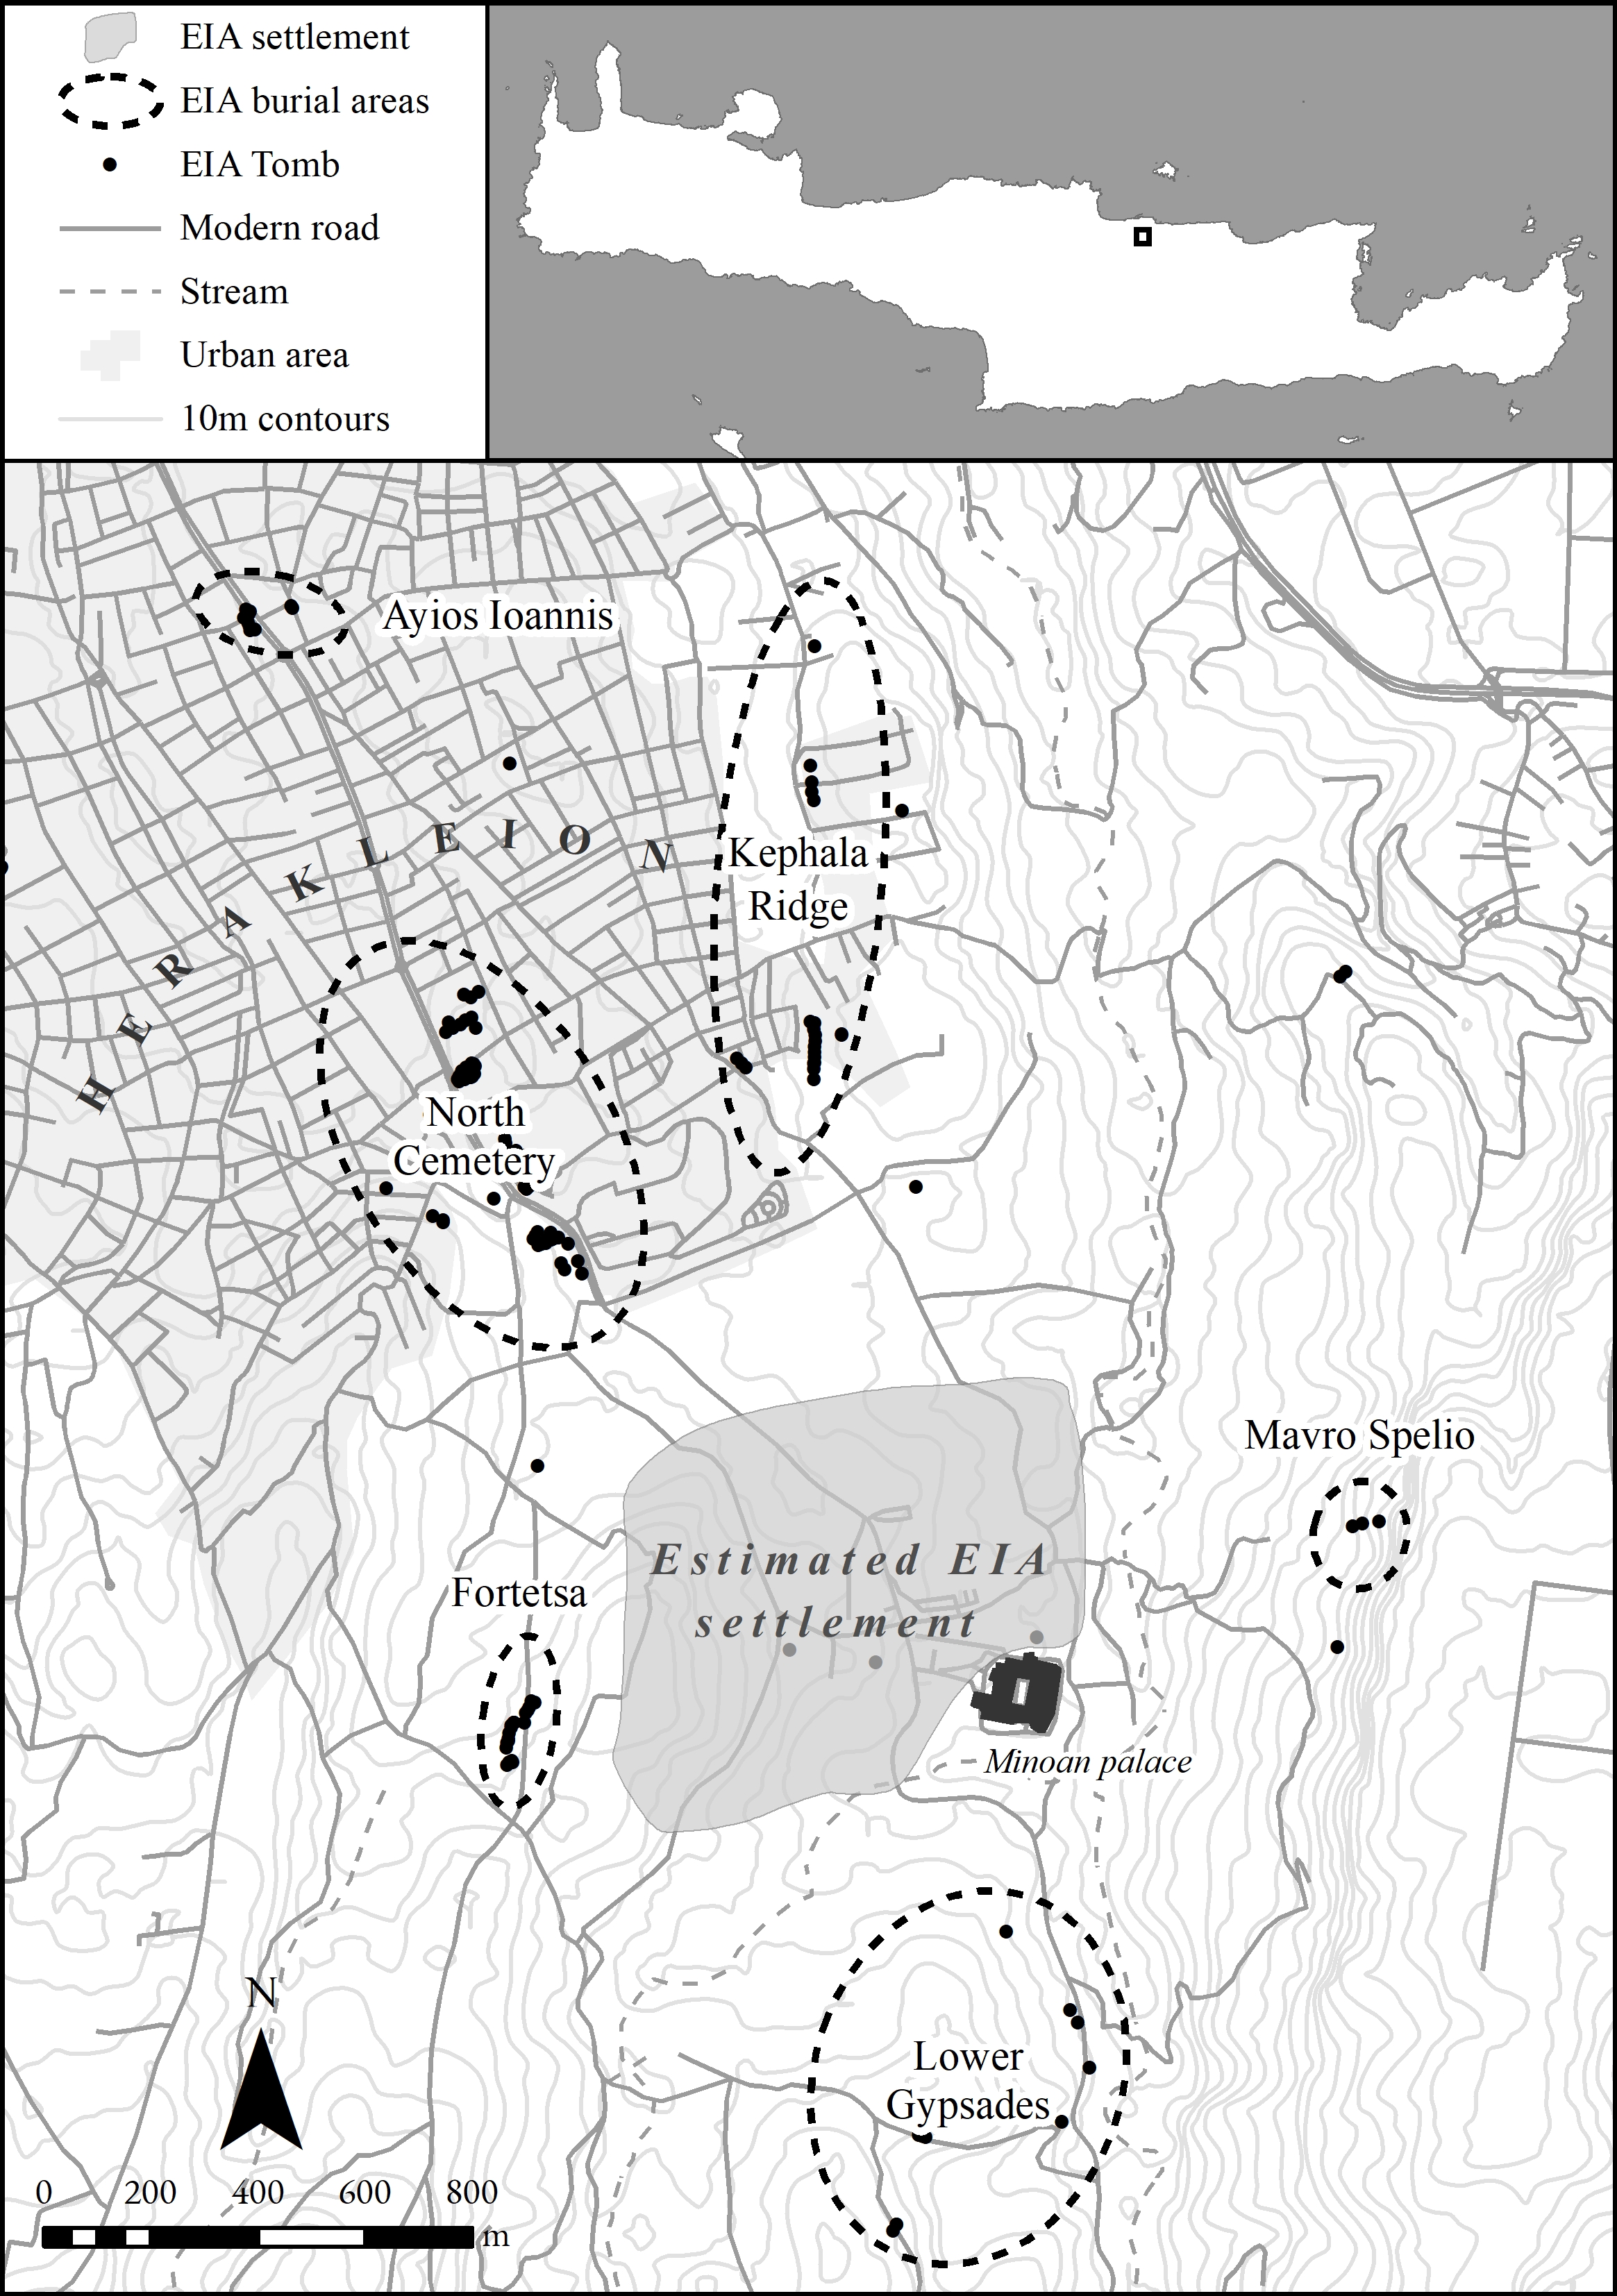 EIA settlement
EIA burial areas
EIA Tomb
Modern road
Stream
Urban area
10m contours
Ayios Ioannis
HERAKLEION
Kephala
Ridge
North
Cemetery
Mavro Spelio
Estimated EIA
settlement
Fortetsa
Minoan palace
N
Lower
Gypsades
0 200 400 600 800
m